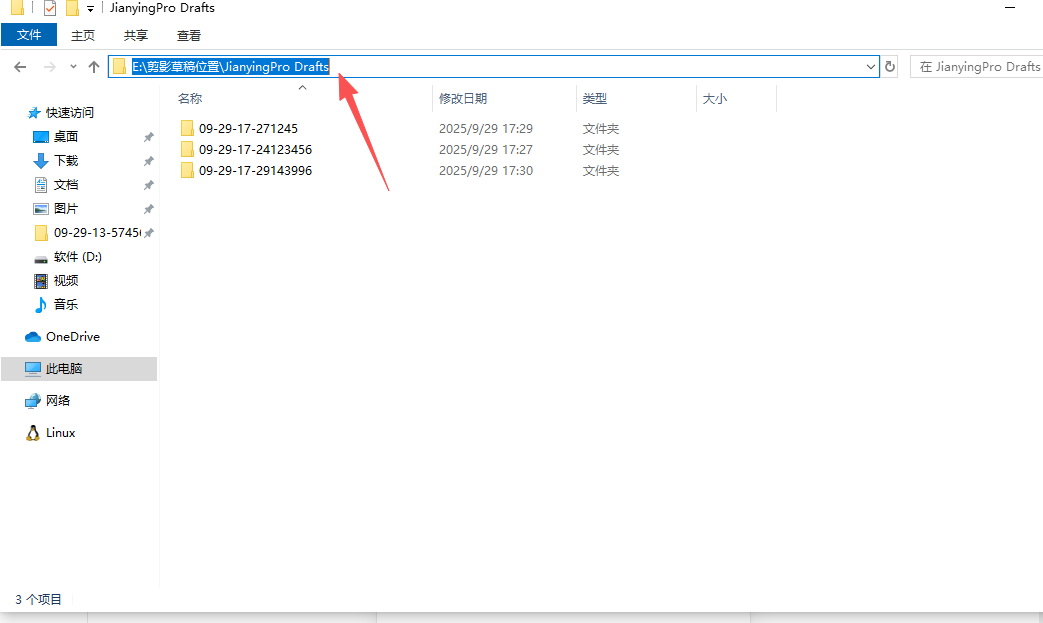 JianyingPro Drafts
文件 主页 共享 查看
E:\剪影草稿位置\JianyingPro Drafts 在 JianyingPro Drafts
名称 修改日期 类型 大小
09-29-17-271245 2025/9/29 17:29 文件夹
09-29-17-24123456 2025/9/29 17:27 文件夹
09-29-17-29143996 2025/9/29 17:30 文件夹
快速访问
桌面
下载
文档
图片
09-29-13-5745
软件 (D:)
视频
音乐
OneDrive
此电脑
网络
Linux
3 个项目